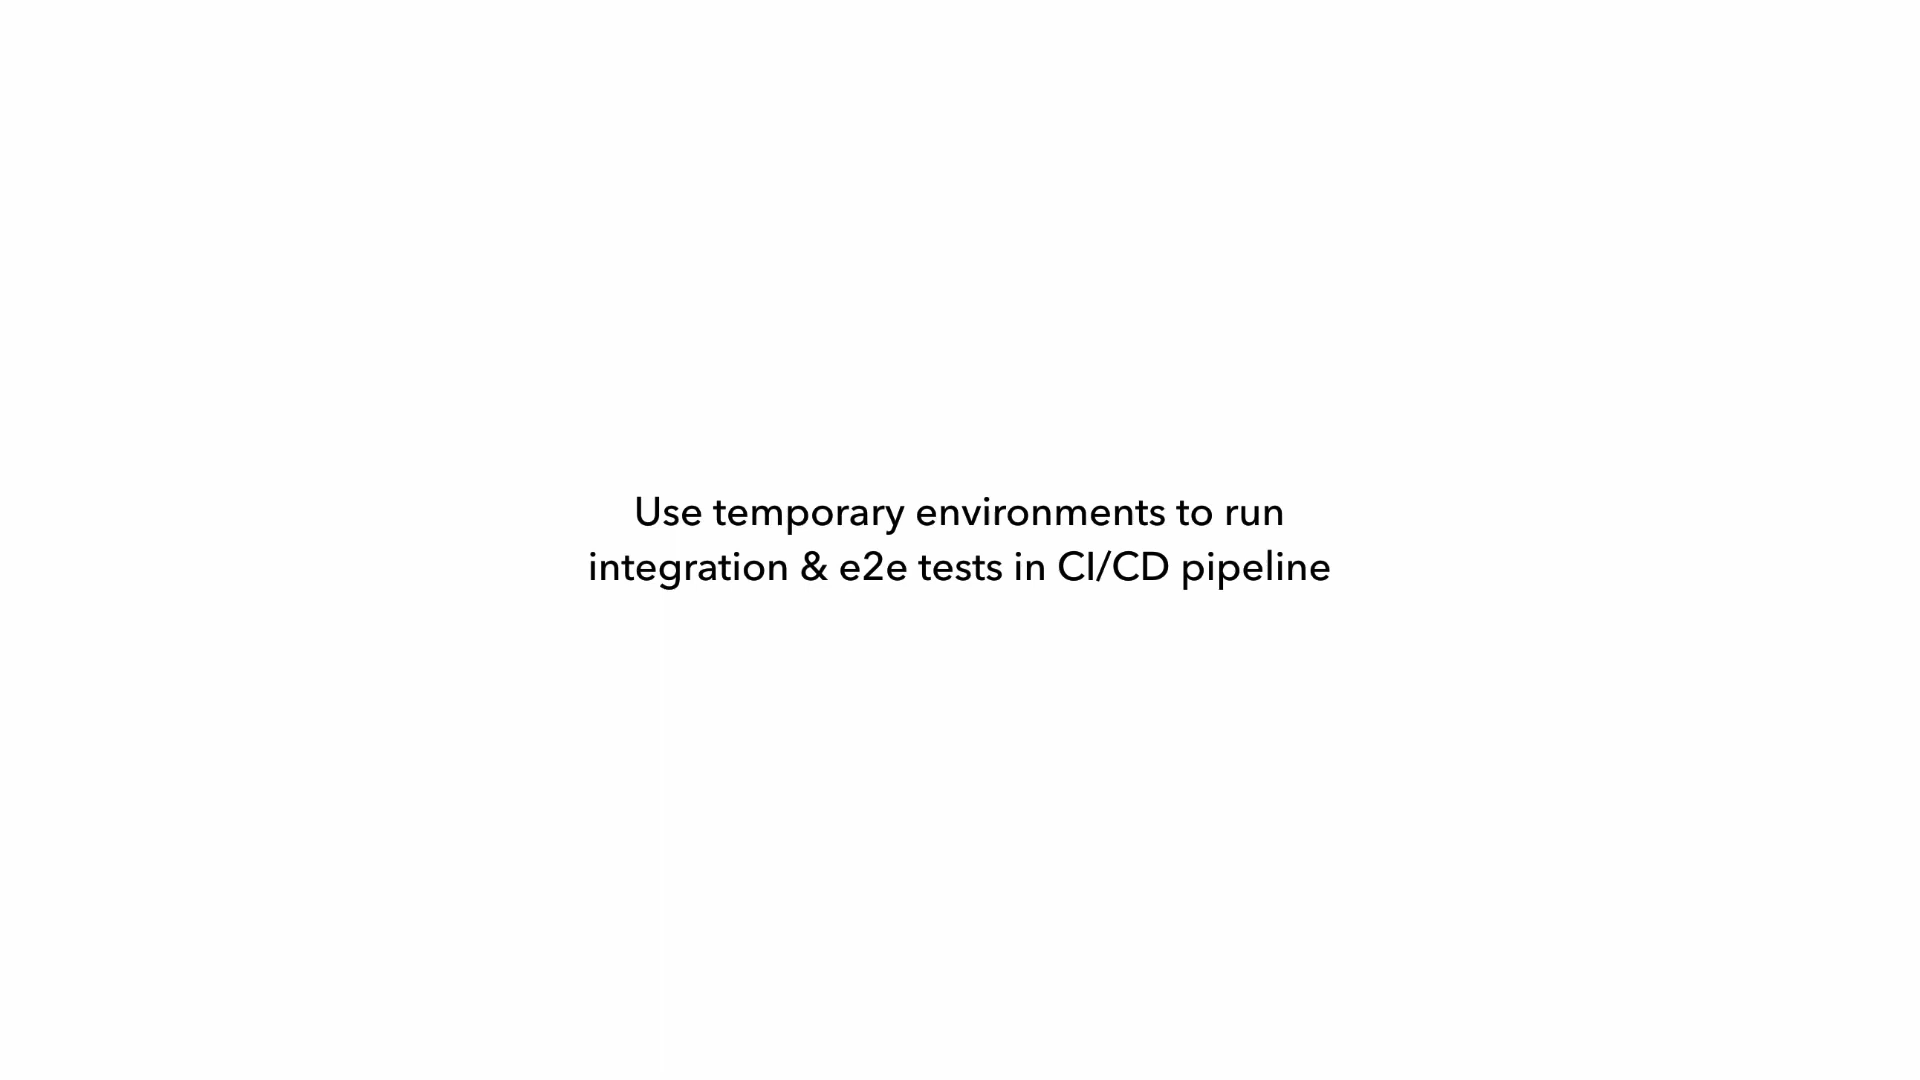 Use temporary environments to run
integration & e2e tests in CI/CD pipeline